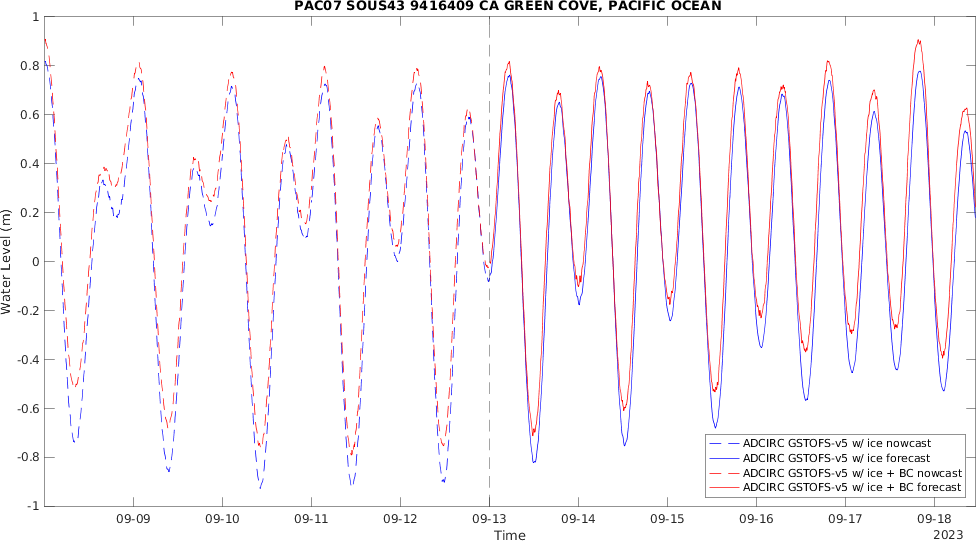 PAC07 SOUS43 9416409 CA GREEN COVE, PACIFIC OCEAN
Water Level (m)
1
0.8
0.6
0.4
0.2
0
-0.2
-0.4
-0.6
-0.8
-1
ADCIRC GSTOFS-v5 w/ ice nowcast
ADCIRC GSTOFS-v5 w/ ice forecast
ADCIRC GSTOFS-v5 w/ ice + BC nowcast
ADCIRC GSTOFS-v5 w/ ice + BC forecast
09-09 09-10 09-11 09-12 09-13 09-14 09-15 09-16 09-17 09-18
Time
2023